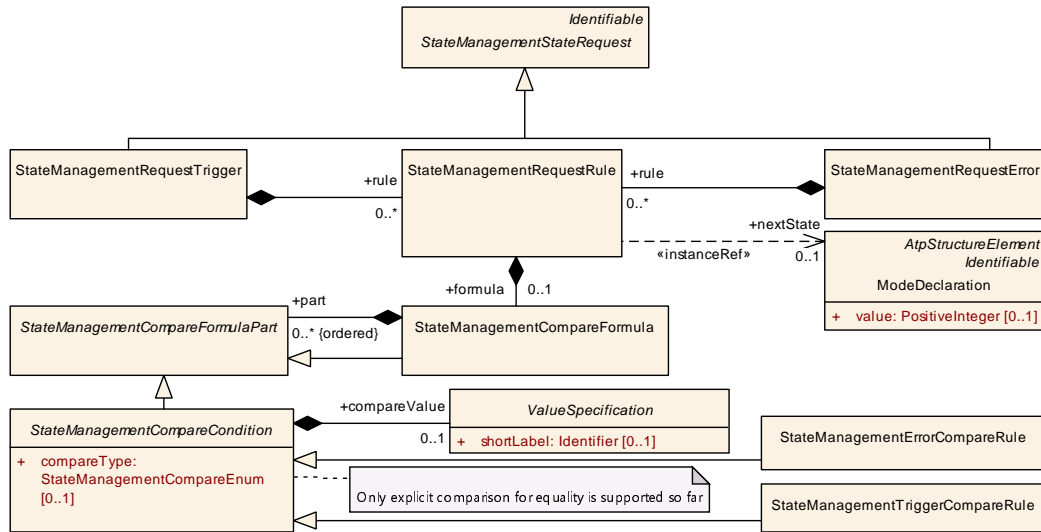 Identifiable
StateManagementStateRequest
StateManagementRequestTrigger
StateManagementRequestRule
StateManagementRequestError
+rule
0..*
+rule
0..*
+nextState
«instanceRef»
0..1
AtpStructureElement
Identifiable
ModeDeclaration
+ value: PositiveInteger [0..1]
+formula
0..1
+part
0..* {ordered}
StateManagementCompareFormulaPart
StateManagementCompareFormula
StateManagementCompareCondition
+ compareType:
StateManagementCompareEnum
[0..1]
+compareValue
0..1
ValueSpecification
+ shortLabel: Identifier [0..1]
StateManagementErrorCompareRule
Only explicit comparison for equality is supported so far
StateManagementTriggerCompareRule